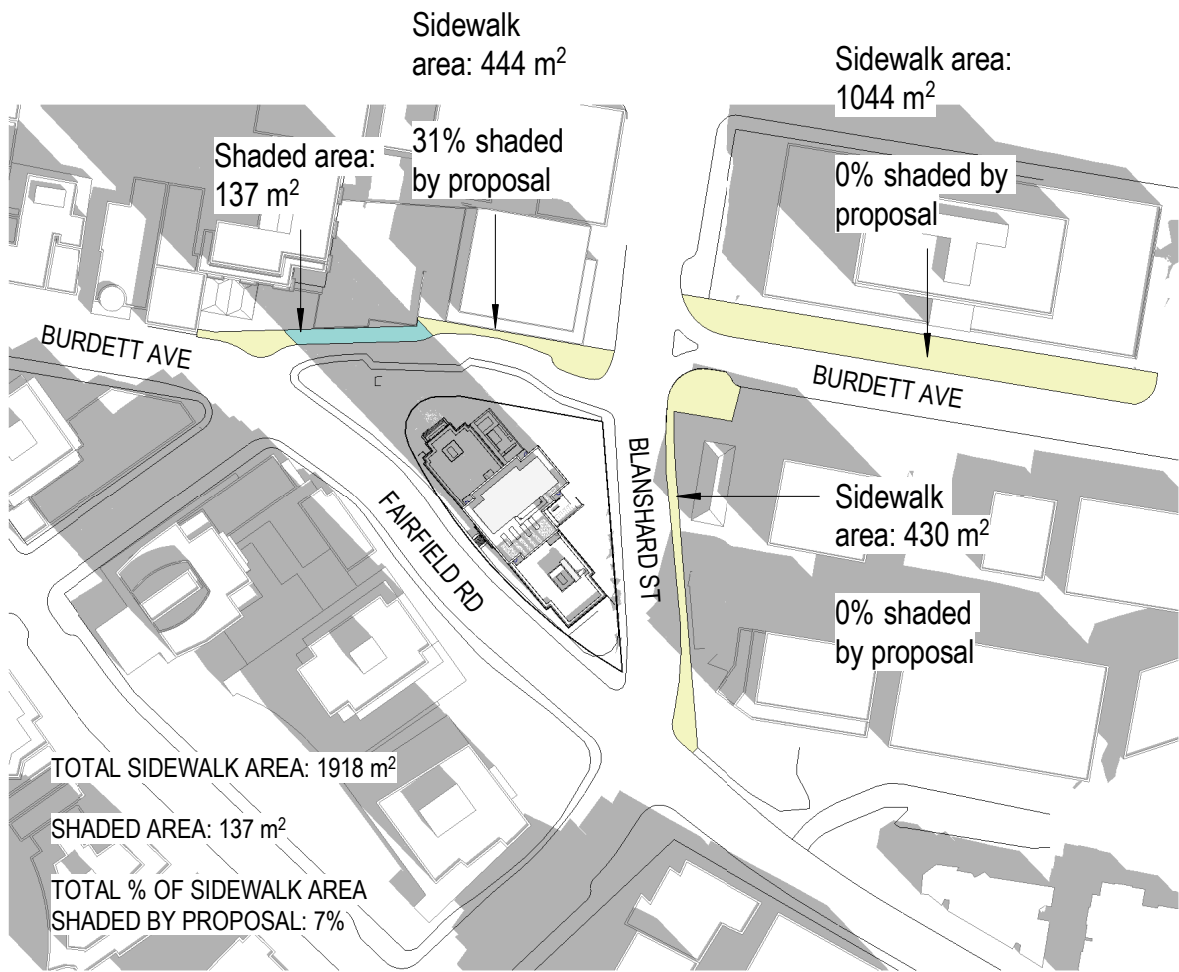 Sidewalk
area: 444 m²
31% shaded
by proposal
Shaded area:
137 m²
Sidewalk area:
1044 m²
0% shaded by
proposal
BURDETT AVE
BURDETT AVE
BLANSHARD ST
FAIRFIELD RD
Sidewalk
area: 430 m²
0% shaded
by proposal
TOTAL SIDEWALK AREA: 1918 m²
SHADED AREA: 137 m²
TOTAL % OF SIDEWALK AREA
SHADED BY PROPOSAL: 7%